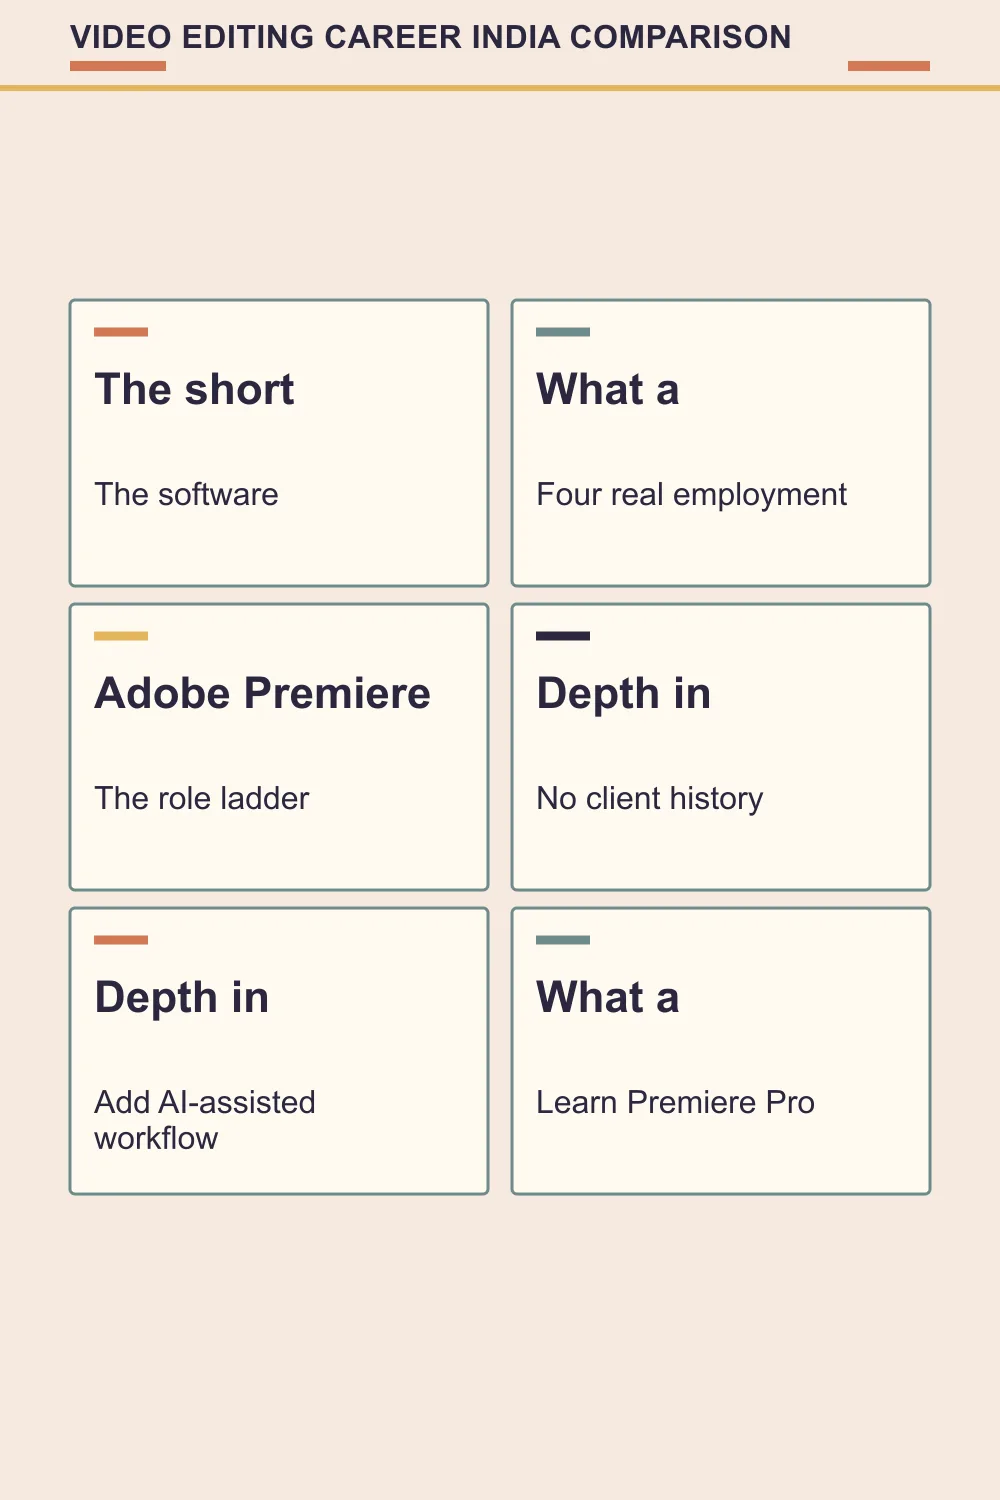 VIDEO EDITING CAREER INDIA COMPARISON
The short
The software
What a
Four real employment
Adobe Premiere
The role ladder
Depth in
No client history
Depth in
Add AI-assisted
workflow
What a
Learn Premiere Pro